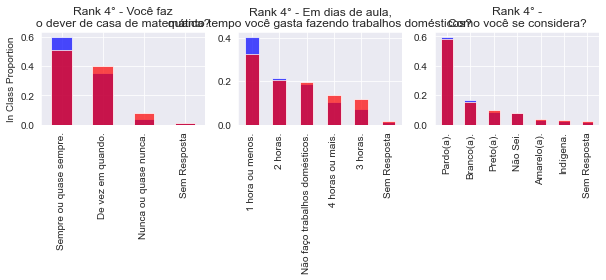 Rank 4° - Você faz
o dever de casa de matemática?
Rank 4° - Em dias de aula,
quanto tempo você gasta fazendo trabalhos domésticos?
Rank 4° -
Como você se considera?
In Class Proportion
0.6
0.4
0.2
0.0
Sempre ou quase sempre.
De vez em quando.
Nunca ou quase nunca.
Sem Resposta
0.4
0.2
0.0
1 hora ou menos.
2 horas.
Não faço trabalhos domésticos.
4 horas ou mais.
3 horas.
Sem Resposta
0.6
0.4
0.2
0.0
Pardo(a).
Branco(a).
Preto(a).
Não Sei.
Amarelo(a).
Indígena.
Sem Resposta